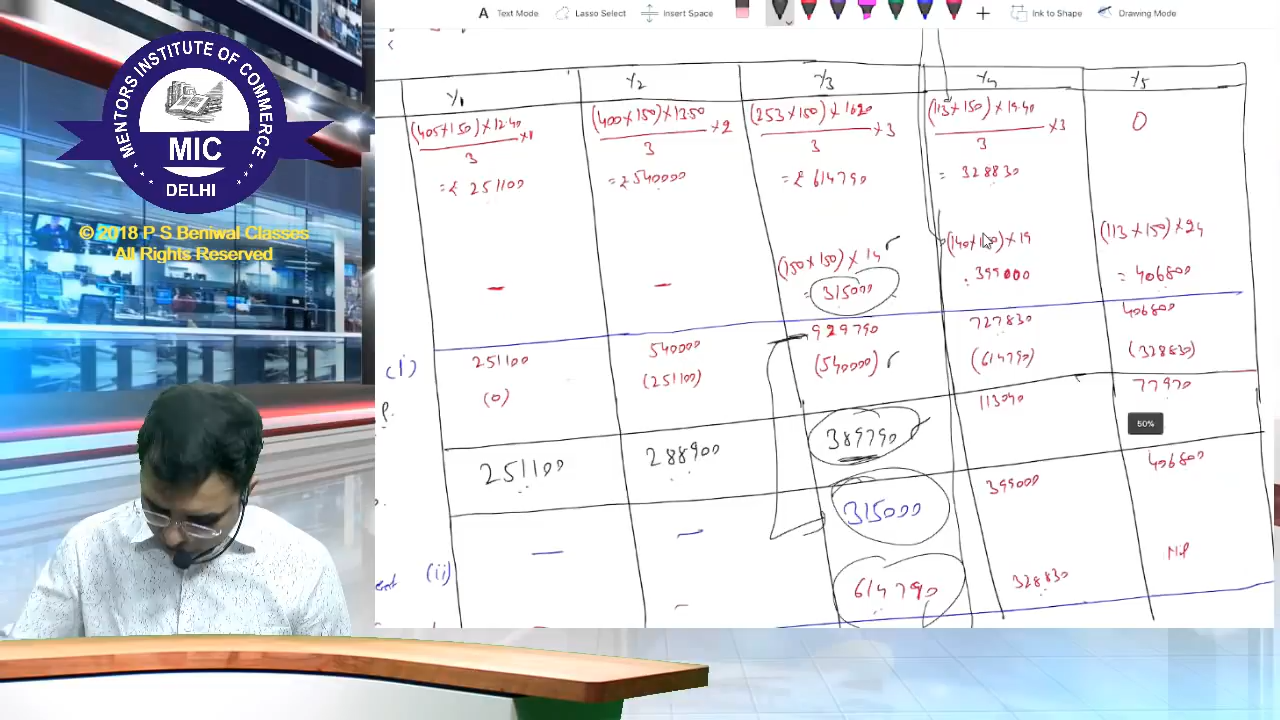 Text Mode Lasso Select Insert Space Ink to Shape Drawing Mode
MENTORS INSTITUTE OF COMMERCE
MIC
DELHI
© 2018 P S Beniwal Classes
All Rights Reserved
Y1 Y2 Y3 Y4 Y5
(405×150)×12.40 (400×150)×13.50 (253×150)×16.20 (113×150)×19.40 0
×1 ×2 ×3 ×3
3 3 3 3
=₹ 251100 =₹ 540000 =₹ 614790 = 328830
(150×150)×14 (140×150)×19 (113×150)×24
– – = 315000 = 399000 = 406800
(i) 251100 540000 929790 727830 406800
(0) (251100) (540000) (614790) (328830)
P.
251100 288900 389790 113040 77970
50%
– – 315000 399000 406800
(ii) – 614790 328830 Nil